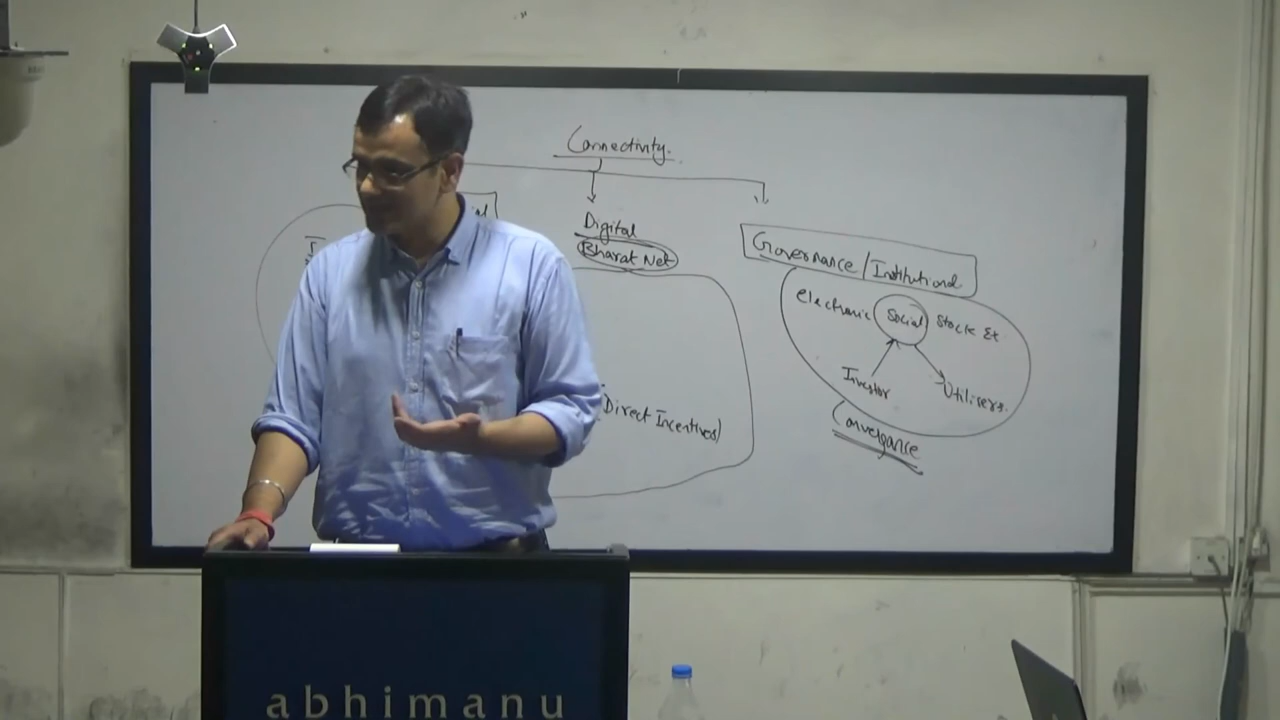 Connectivity.
Digital
Bharat Net
Governance/Institutional
Electronic Social Stock Ex
Investor
Utilisers.
Direct Incentives)
Convergance
abhimanu